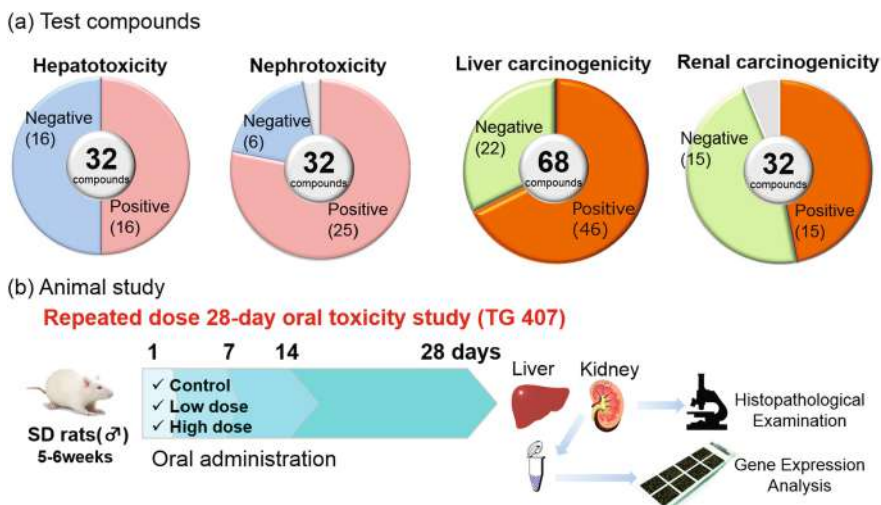 (a) Test compounds
Hepatotoxicity
Negative
(16)
32
compounds
Positive
(16)
Nephrotoxicity
Negative
(6)
32
compounds
Positive
(25)
Liver carcinogenicity
Negative
(22)
68
compounds
Positive
(46)
Renal carcinogenicity
Negative
(15)
32
compounds
Positive
(15)
(b) Animal study
Repeated dose 28-day oral toxicity study (TG 407)
1 7 14 28 days
✓ Control
✓ Low dose
✓ High dose
SD rats(♂)
5-6weeks
Oral administration
Liver
Kidney
Histopathological
Examination
Gene Expression
Analysis